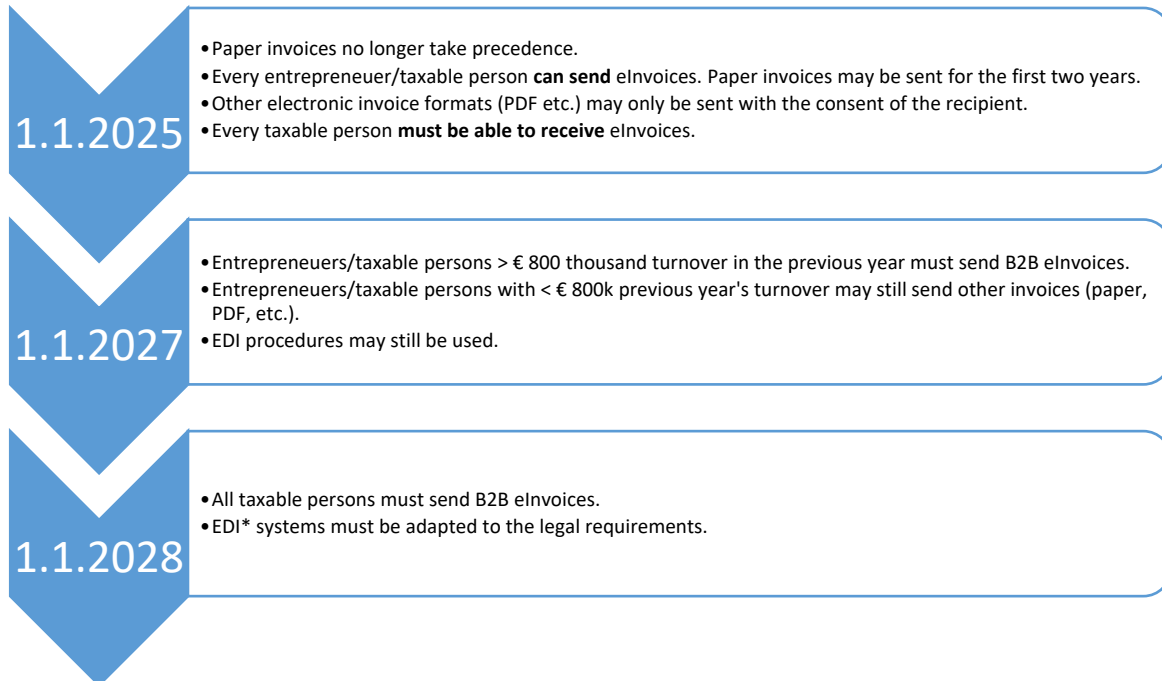 1.1.2025
•Paper invoices no longer take precedence.
•Every entrepreneuer/taxable person can send eInvoices. Paper invoices may be sent for the first two years.
•Other electronic invoice formats (PDF etc.) may only be sent with the consent of the recipient.
•Every taxable person must be able to receive eInvoices.
1.1.2027
•Entrepreneuers/taxable persons > € 800 thousand turnover in the previous year must send B2B eInvoices.
•Entrepreneuers/taxable persons with < € 800k previous year's turnover may still send other invoices (paper,
PDF, etc.).
•EDI procedures may still be used.
1.1.2028
•All taxable persons must send B2B eInvoices.
•EDI* systems must be adapted to the legal requirements.